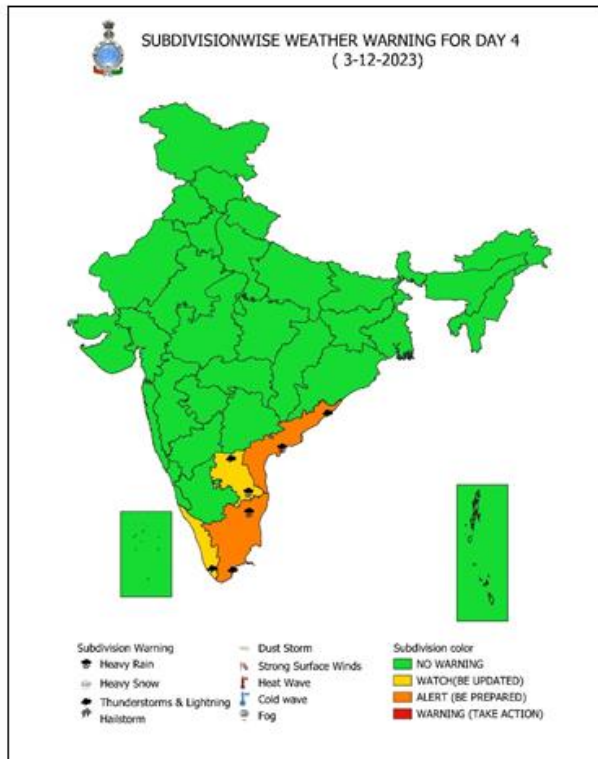 SUBDIVISIONWISE WEATHER WARNING FOR DAY 4
( 3-12-2023)
Subdivision Warning
Heavy Rain
Heavy Snow
Thunderstorms & Lightning
Hailstorm
Dust Storm
Strong Surface Winds
Heat Wave
Cold wave
Fog
Subdivision color
NO WARNING
WATCH(BE UPDATED)
ALERT (BE PREPARED)
WARNING (TAKE ACTION)